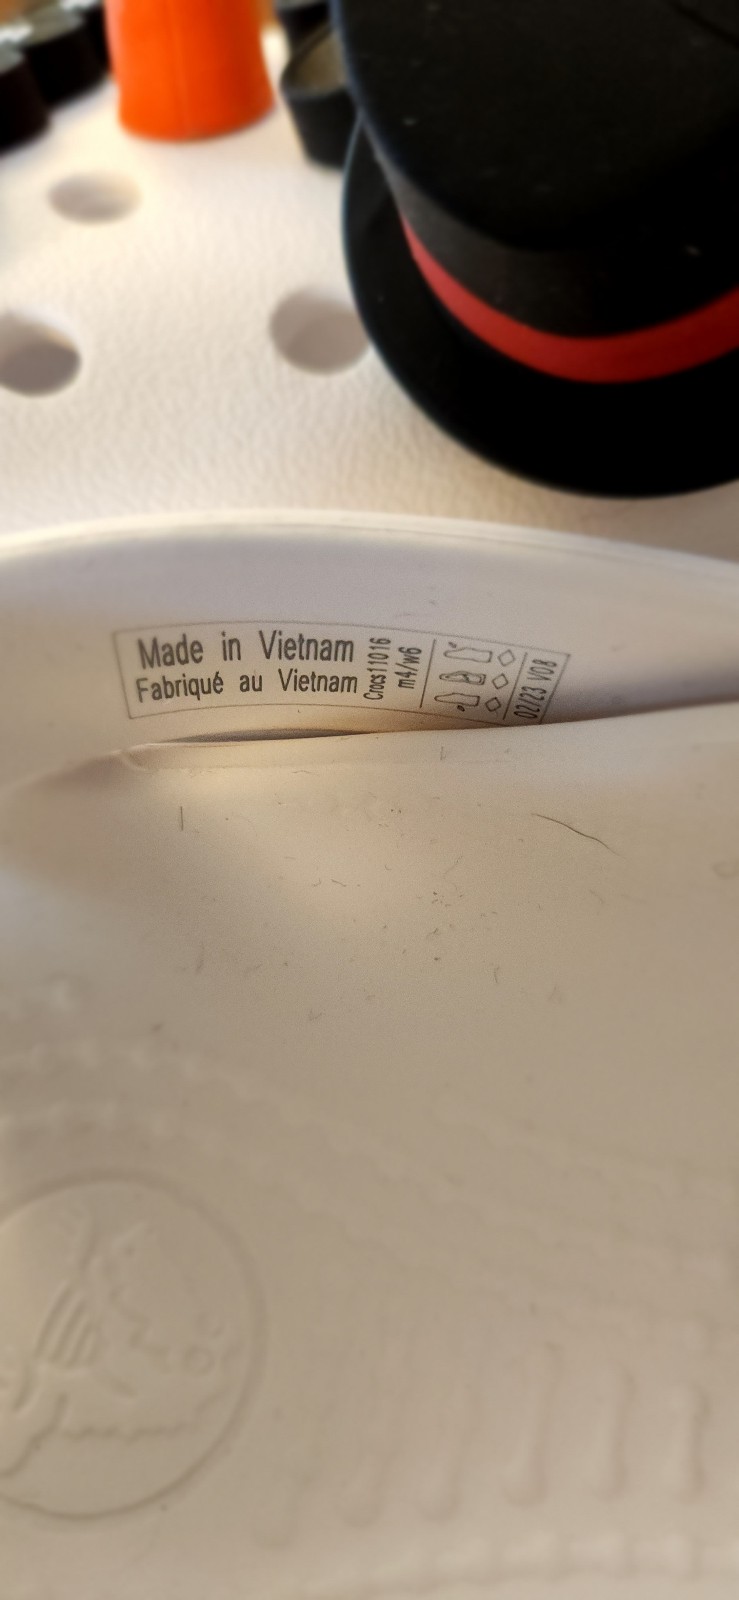 Made in Vietnam
Fabriqué au Vietnam
Crocs11016
m4/w6
02/23 V08